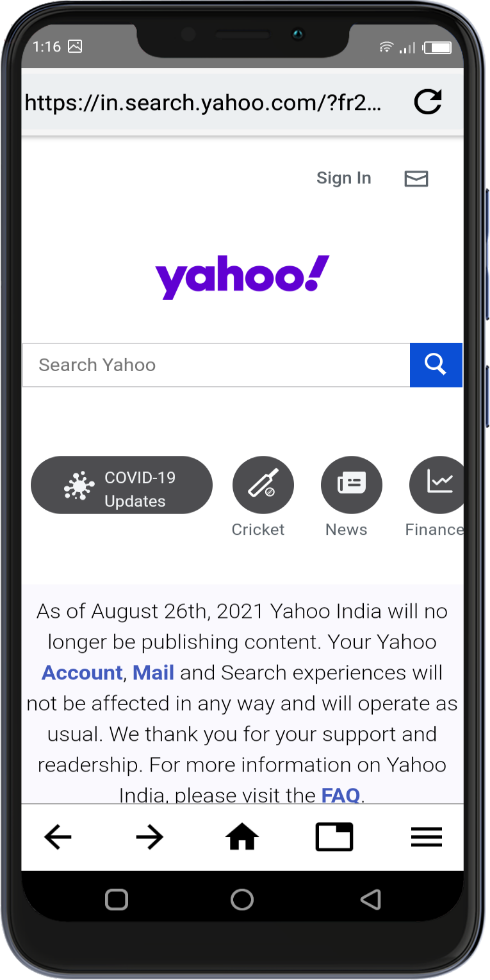 1:16
https://in.search.yahoo.com/?fr2...
Sign In
yahoo!
Search Yahoo
COVID-19
Updates
Cricket
News
Finance
As of August 26th, 2021 Yahoo India will no
longer be publishing content. Your Yahoo
Account, Mail and Search experiences will
not be affected in any way and will operate as
usual. We thank you for your support and
readership. For more information on Yahoo
India, please visit the FAQ.